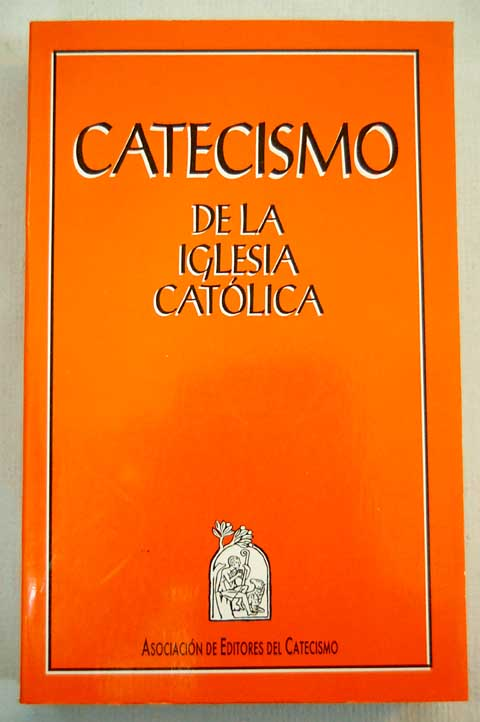 CATECISMO
DE LA
IGLESIA
CATÓLICA
ASOCIACIÓN DE EDITORES DEL CATECISMO